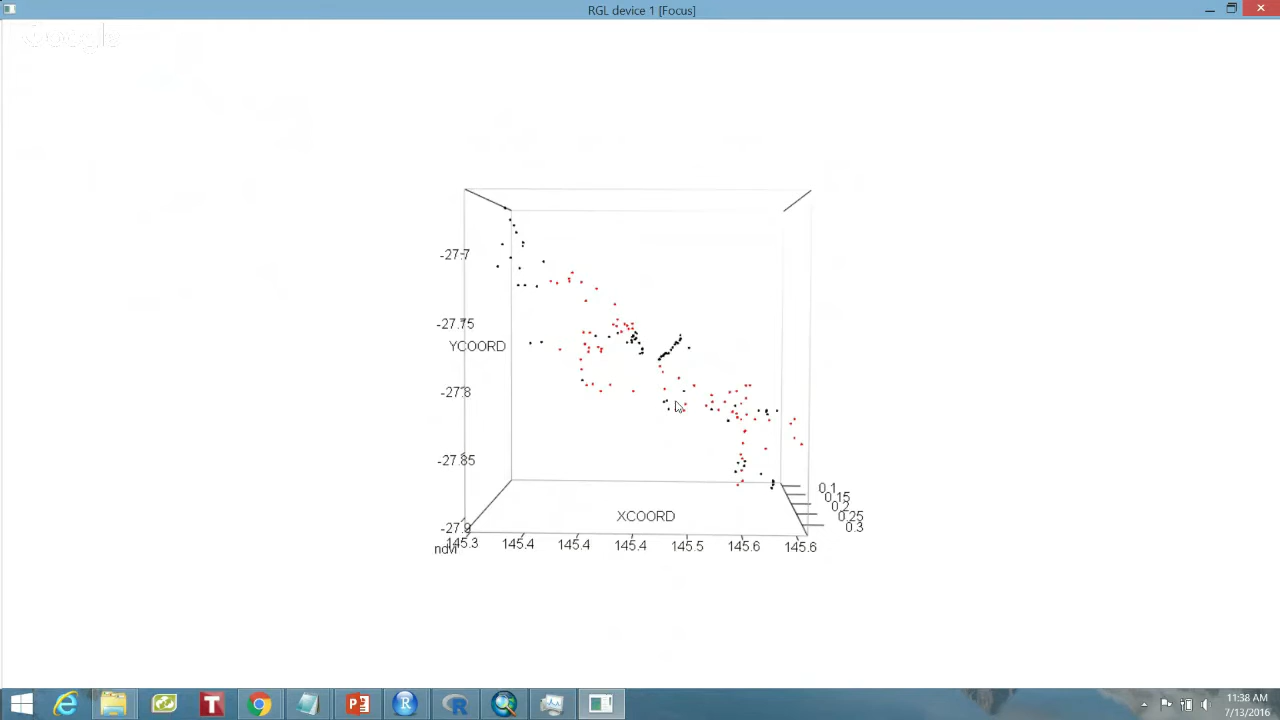 RGL device 1 [Focus]
Google
-27.7
-27.75
YCOORD
-27.8
-27.85
-27.9
ndvi
XCOORD
145.3 145.4 145.4 145.4 145.5 145.6 145.6
0.1
0.15
0.2
0.25
0.3
T
R
R
11:38 AM
7/13/2016